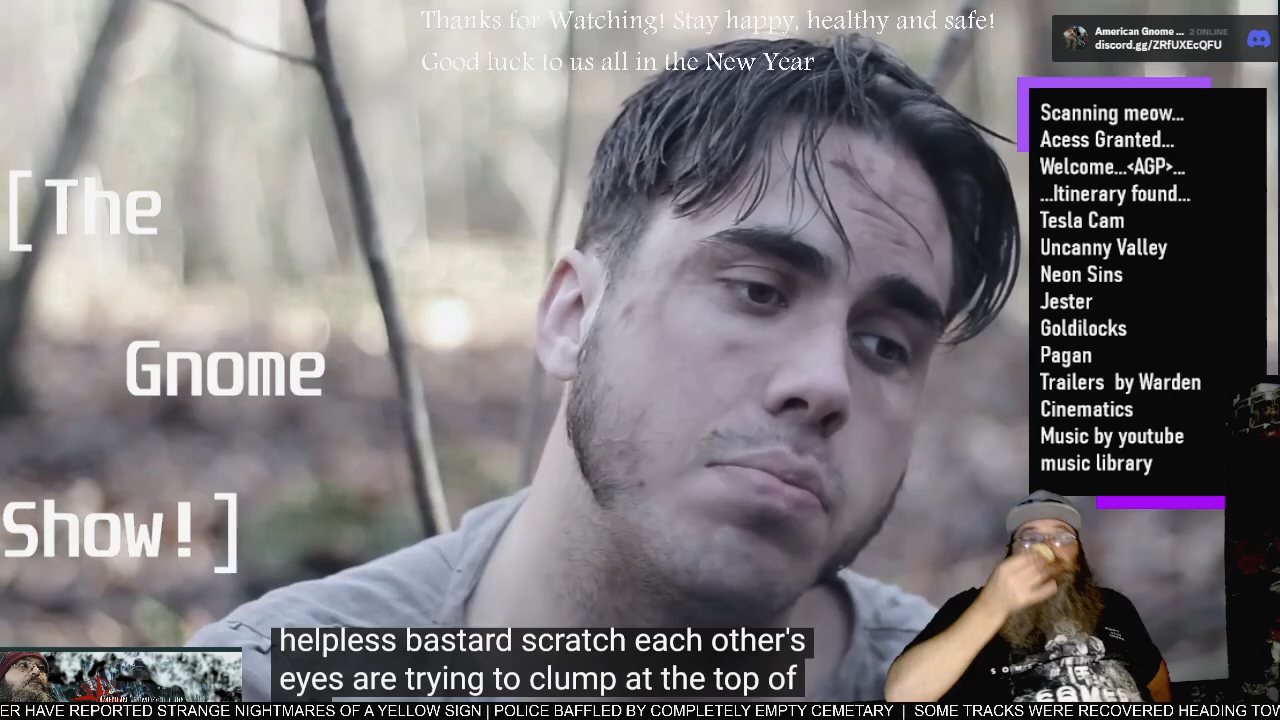 Thanks for Watching! Stay happy, healthy and safe!
Good luck to us all in the New Year
American Gnome ... 2 ONLINE
discord.gg/ZRfUXEcQFU
Scanning meow...
Acess Granted...
Welcome...<AGP>...
...Itinerary found...
Tesla Cam
Uncanny Valley
Neon Sins
Jester
Goldilocks
Pagan
Trailers by Warden
Cinematics
Music by youtube
music library
[The
Gnome
Show!]
helpless bastard scratch each other's
eyes are trying to clump at the top of
ER HAVE REPORTED STRANGE NIGHTMARES OF A YELLOW SIGN | POLICE BAFFLED BY COMPLETELY EMPTY CEMETARY | SOME TRACKS WERE RECOVERED HEADING TOW